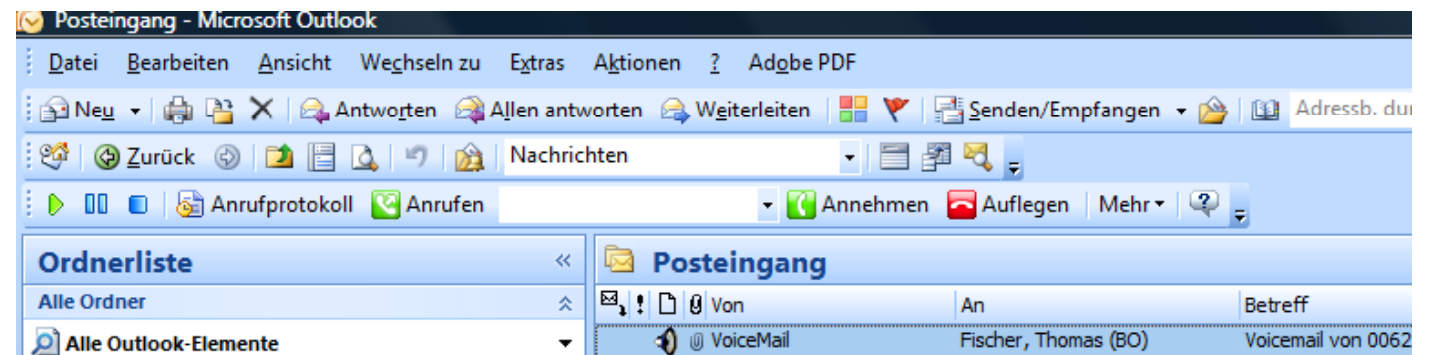 Posteingang - Microsoft Outlook
Datei Bearbeiten Ansicht Wechseln zu Extras Aktionen ? Adobe PDF
Neu Antworten Allen antworten Weiterleiten Senden/Empfangen Adressb. dur
Zurück Nachrichten
Anrufprotokoll Anrufen Annehmen Auflegen Mehr
Ordnerliste « Posteingang
Alle Ordner ! Von An Betreff
Alle Outlook-Elemente VoiceMail Fischer, Thomas (BO) Voicemail von 0062